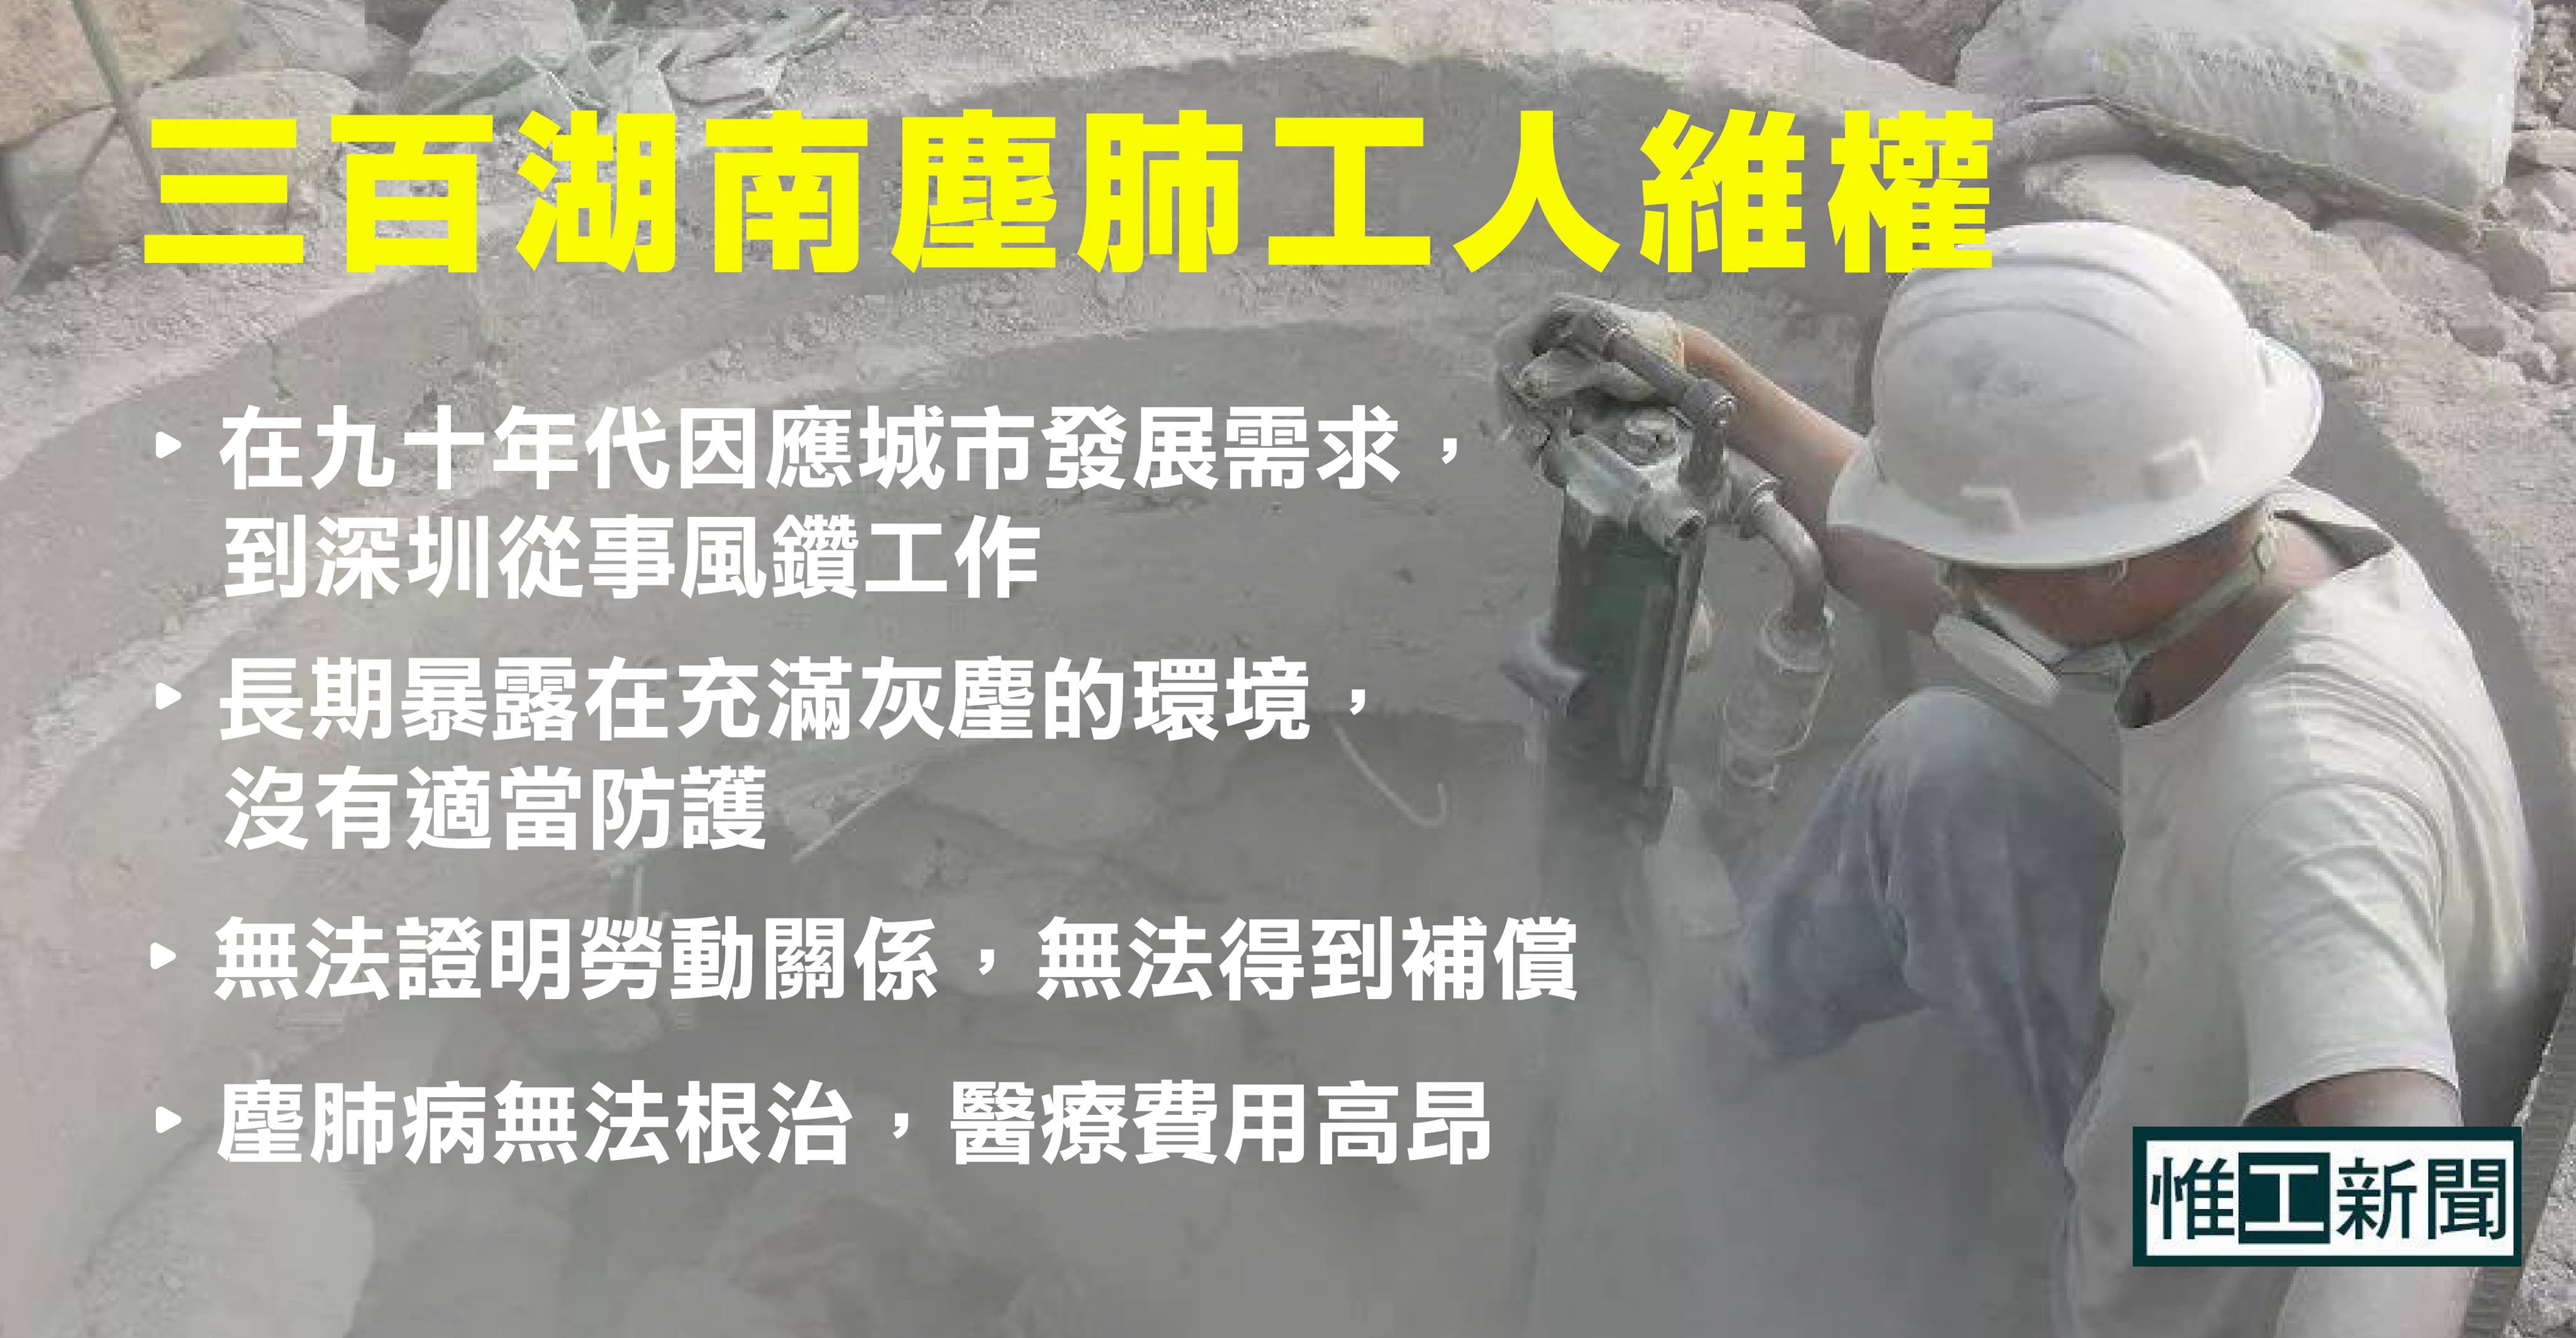 三百湖南塵肺工人維權
▸ 在九十年代因應城市發展需求，
到深圳從事風鑽工作
▸ 長期暴露在充滿灰塵的環境，
沒有適當防護
▸ 無法證明勞動關係，無法得到補償
▸ 塵肺病無法根治，醫療費用高昂
惟工新聞